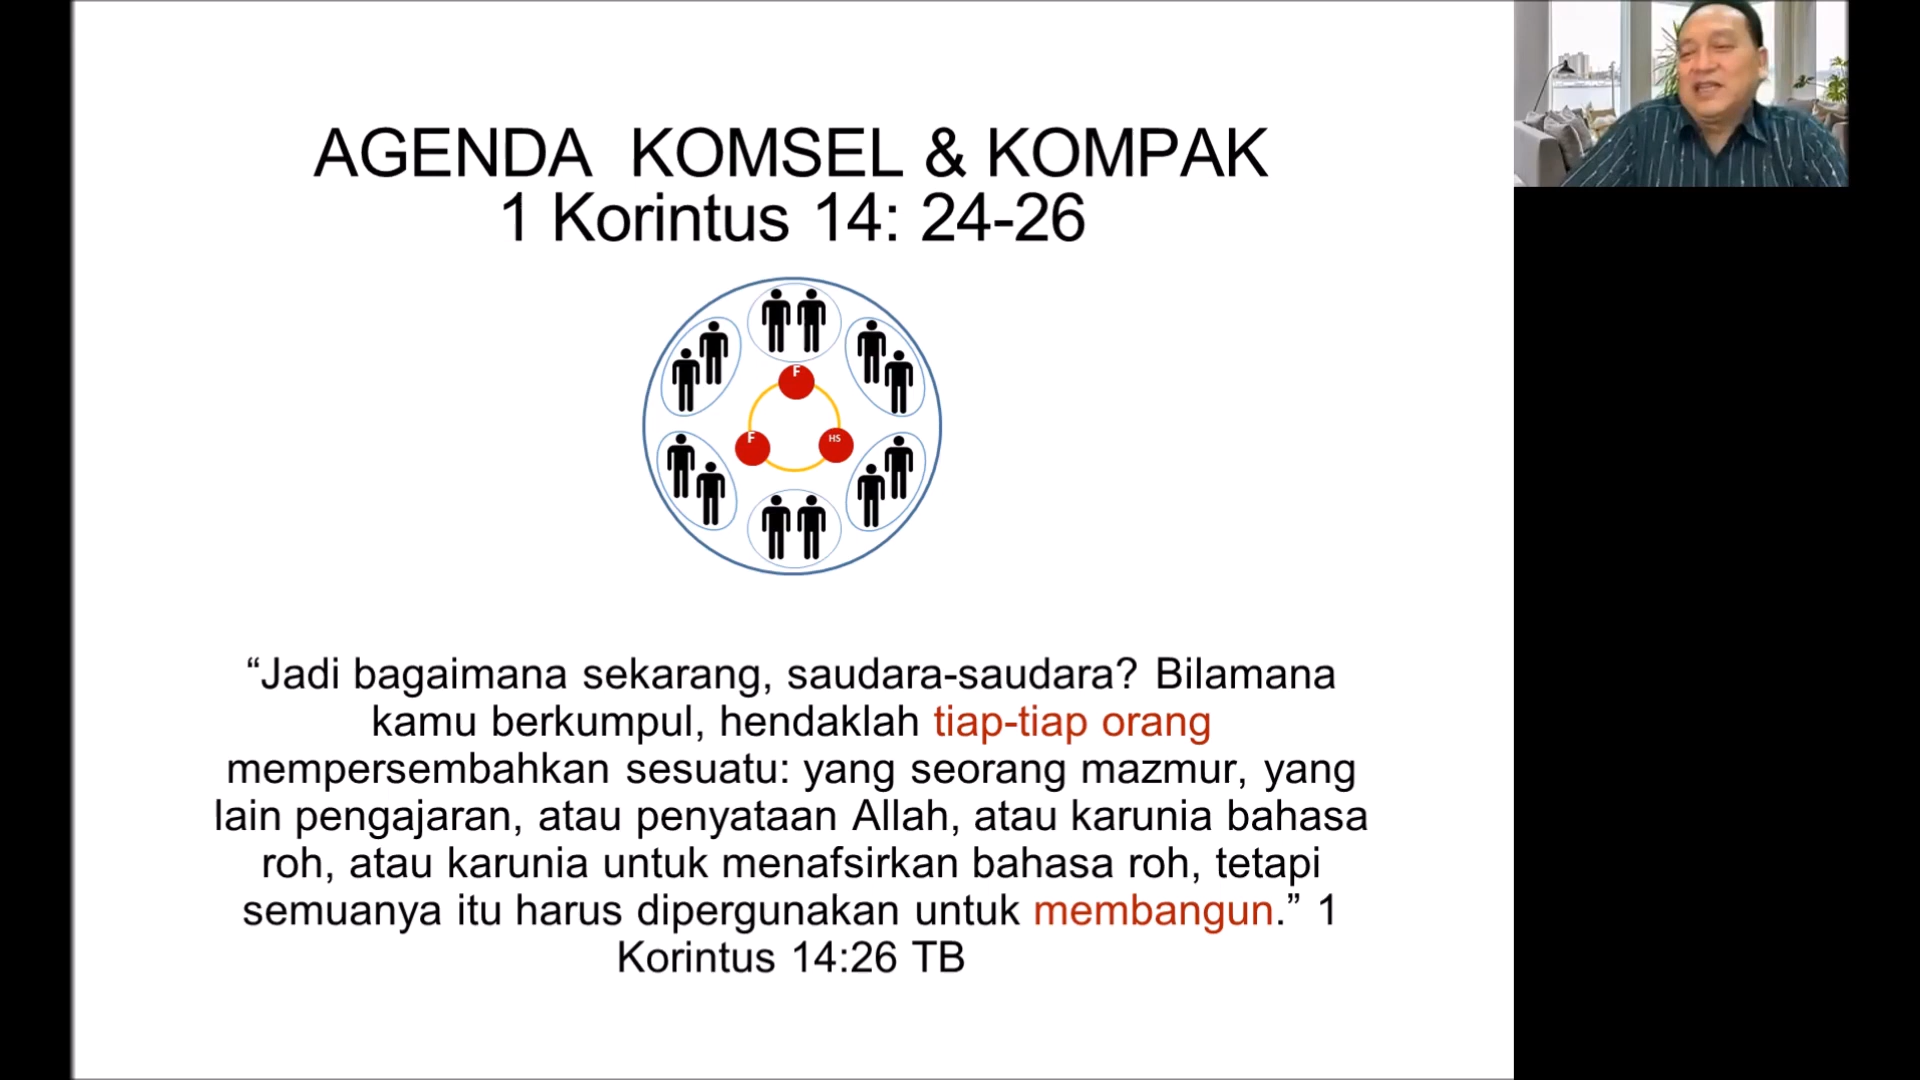 AGENDA KOMSEL & KOMPAK
1 Korintus 14: 24-26
F
F
HS
“Jadi bagaimana sekarang, saudara-saudara? Bilamana
kamu berkumpul, hendaklah tiap-tiap orang
mempersembahkan sesuatu: yang seorang mazmur, yang
lain pengajaran, atau penyataan Allah, atau karunia bahasa
roh, atau karunia untuk menafsirkan bahasa roh, tetapi
semuanya itu harus dipergunakan untuk membangun.” 1
Korintus 14:26 TB